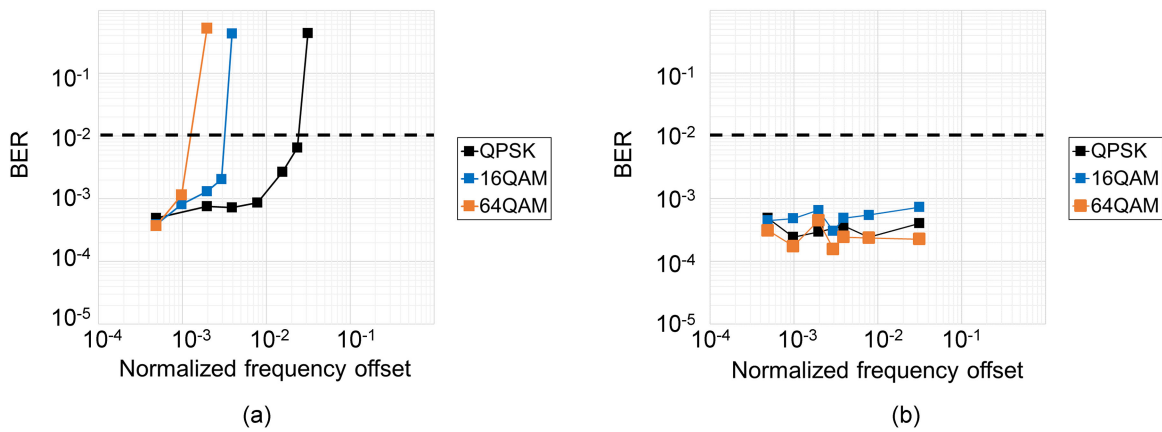 10⁻¹
10⁻²
10⁻³
10⁻⁴
10⁻⁵
BER
10⁻⁴ 10⁻³ 10⁻² 10⁻¹
Normalized frequency offset
QPSK
16QAM
64QAM
(a)
10⁻¹
10⁻²
10⁻³
10⁻⁴
10⁻⁵
BER
10⁻⁴ 10⁻³ 10⁻² 10⁻¹
Normalized frequency offset
QPSK
16QAM
64QAM
(b)